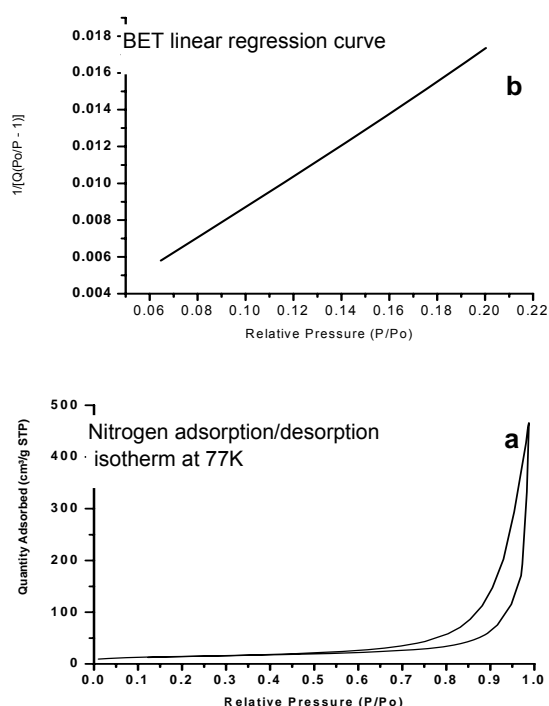 0.018
BET linear regression curve
0.016
b
0.014
0.012
1/[Q(Po/P - 1)]
0.010
0.008
0.006
0.004
0.06 0.08 0.10 0.12 0.14 0.16 0.18 0.20 0.22
Relative Pressure (P/Po)
500
Nitrogen adsorption/desorption
a
400
isotherm at 77K
300
Quantity Adsorbed (cm³/g STP)
200
100
0
0.0 0.1 0.2 0.3 0.4 0.5 0.6 0.7 0.8 0.9 1.0
Relative Pressure (P/Po)